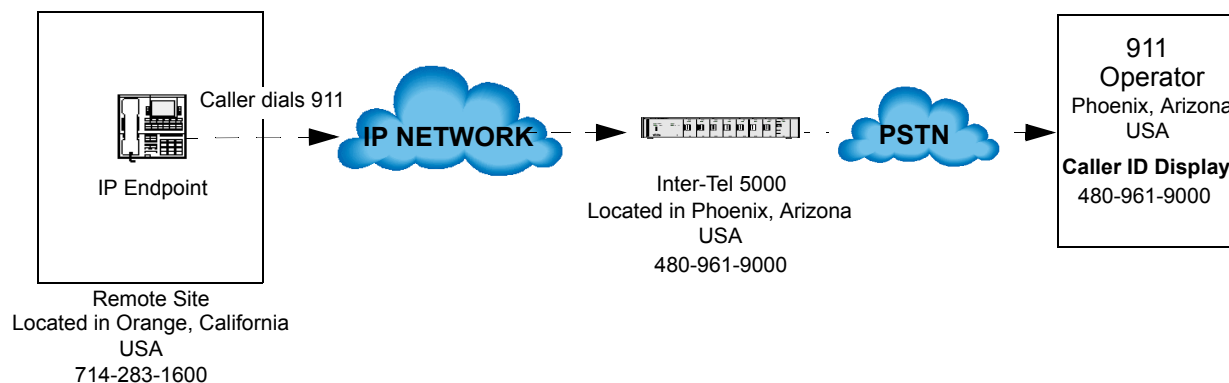 Caller dials 911
IP Endpoint
Remote Site
Located in Orange, California
USA
714-283-1600
IP NETWORK
Inter-Tel 5000
Located in Phoenix, Arizona
USA
480-961-9000
PSTN
911
Operator
Phoenix, Arizona
USA
Caller ID Display
480-961-9000